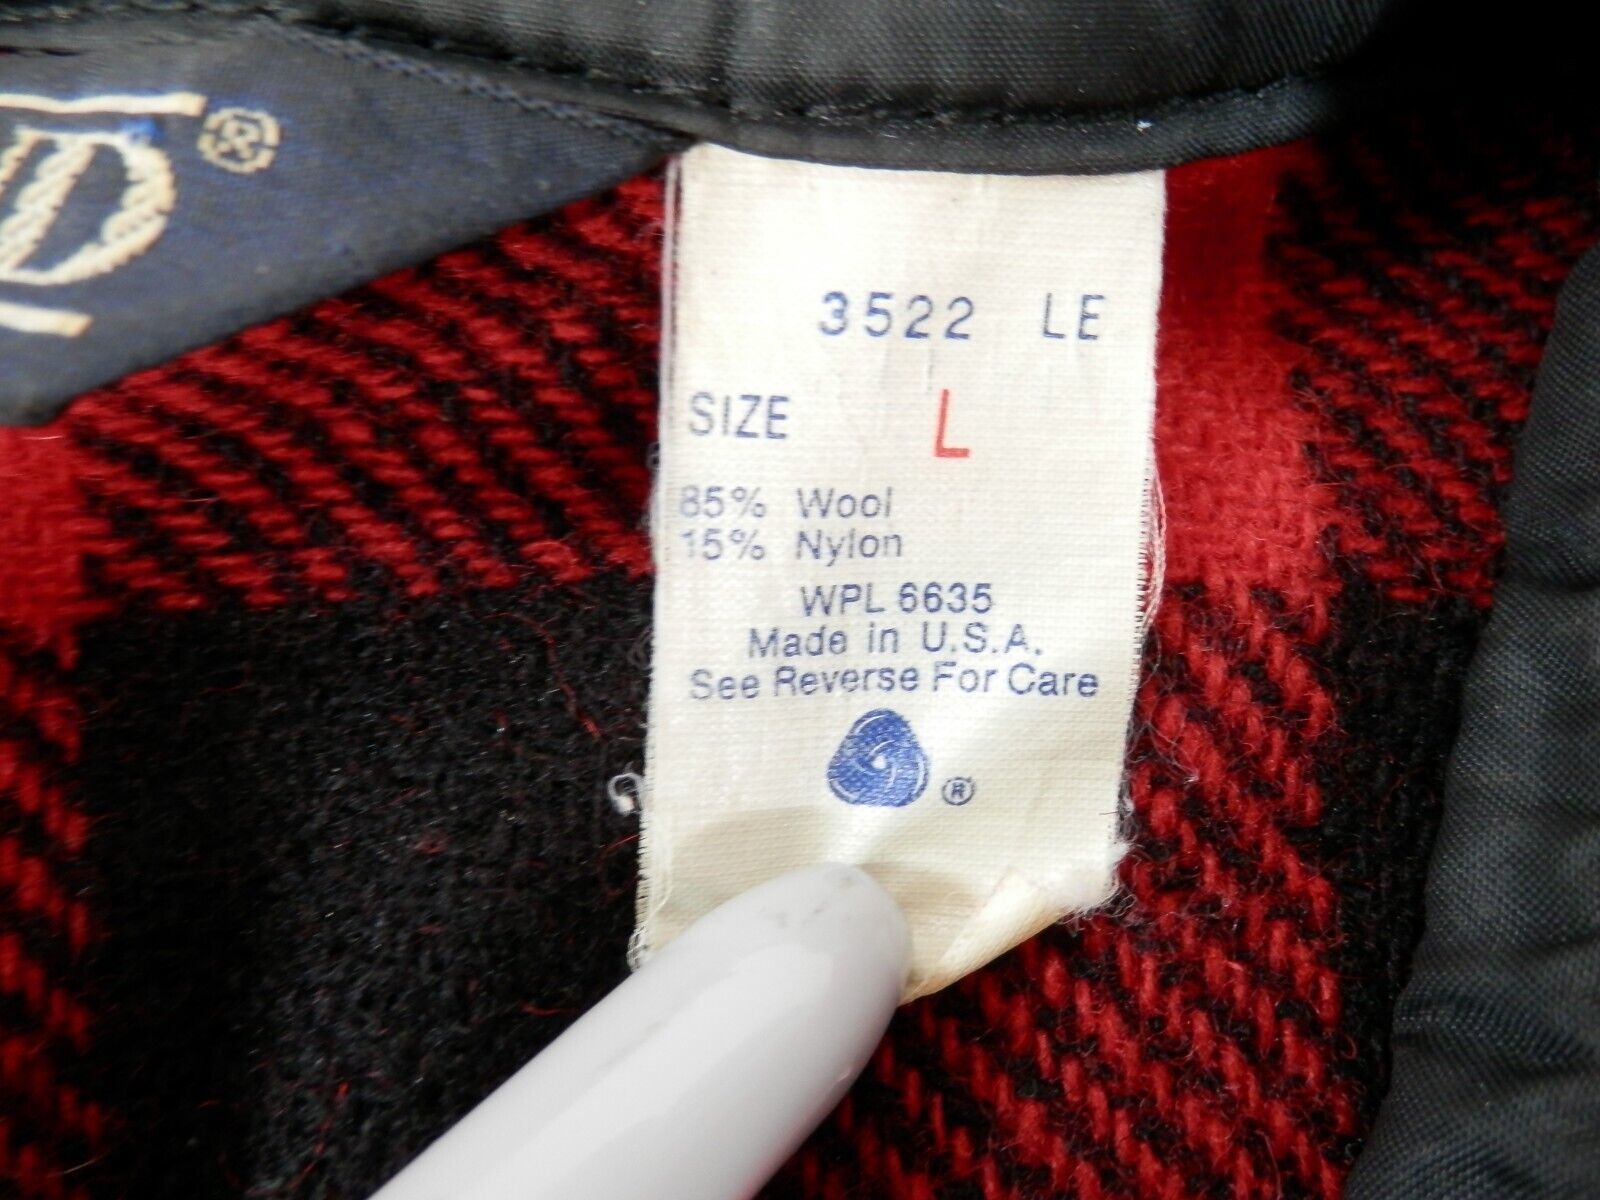 D®
3522 LE
SIZE L
85% Wool
15% Nylon
WPL 6635
Made in U.S.A.
See Reverse For Care
®